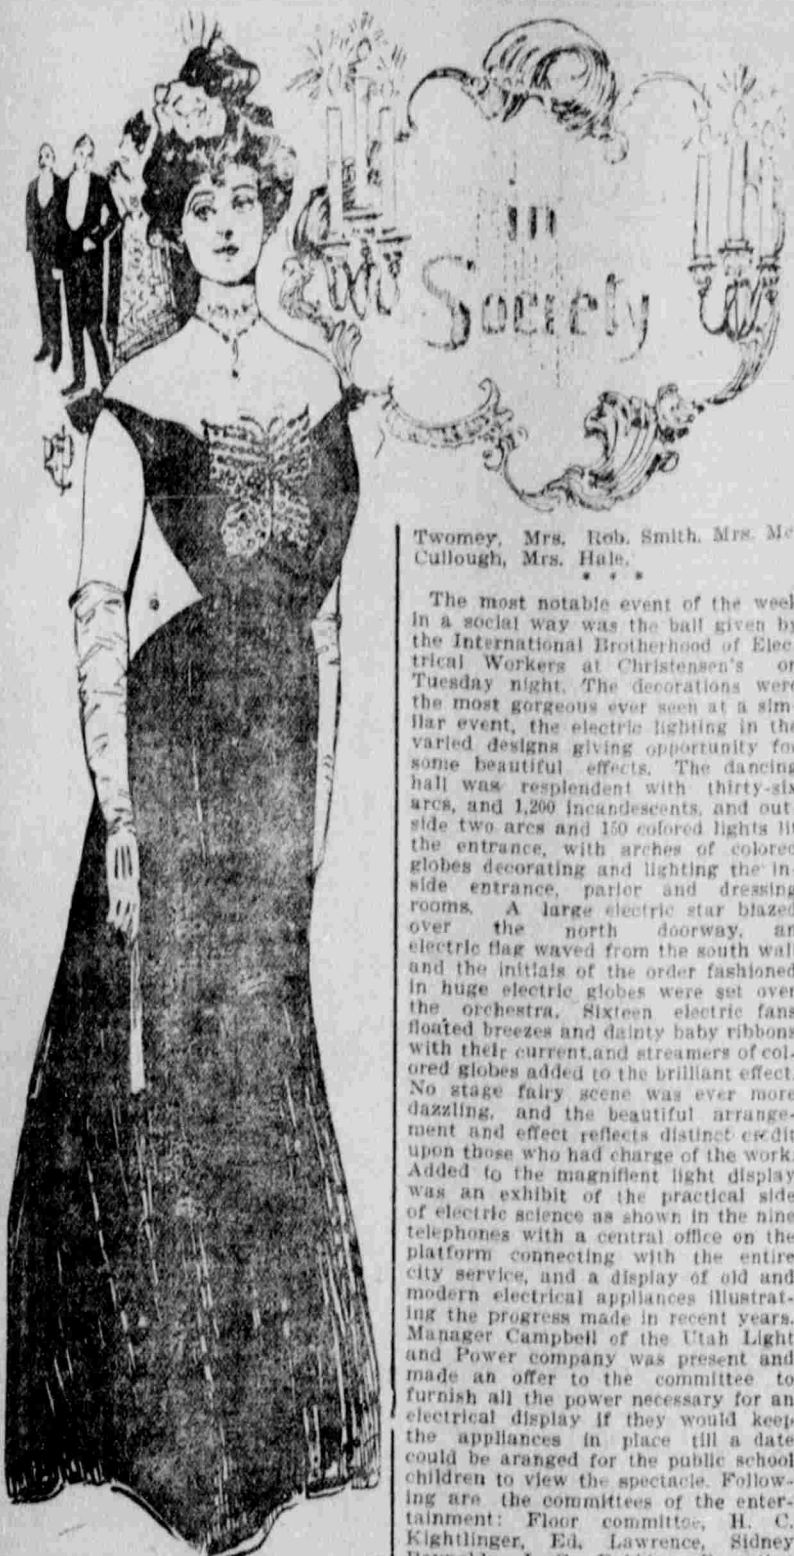 in
Society
Twomey, Mrs. Rob. Smith, Mrs. Mc-
Cullough, Mrs. Hale.
* * *
The most notable event of the week
in a social way was the ball given by
the International Brotherhood of Elec-
trical Workers at Christensen's on
Tuesday night. The decorations were
the most gorgeous ever seen at a sim-
ilar event, the electric lighting in the
varied designs giving opportunity for
some beautiful effects. The dancing
hall was resplendent with thirty-six
arcs, and 1,200 incandescents, and out-
side two arcs and 150 colored lights lit
the entrance, with arches of colored
globes decorating and lighting the in-
side entrance, parlor and dressing
rooms. A large electric star blazed
over the north doorway, an
electric flag waved from the south wall
and the initials of the order fashioned
in huge electric globes were set over
the orchestra. Sixteen electric fans
floated breezes and dainty baby ribbons
with their current,and streamers of col-
ored globes added to the brilliant effect.
No stage fairy scene was ever more
dazzling, and the beautiful arrange-
ment and effect reflects distinct credit
upon those who had charge of the work.
Added to the magnifient light display
was an exhibit of the practical side
of electric science as shown in the nine
telephones with a central office on the
platform connecting with the entire
city service, and a display of old and
modern electrical appliances illustrat-
ing the progress made in recent years.
Manager Campbell of the Utah Light
and Power company was present and
made an offer to the committee to
furnish all the power necessary for an
electrical display if they would keep
the appliances in place till a date
could be aranged for the public school
children to view the spectacle. Follow-
ing are the committees of the enter-
tainment: Floor committee, H. C.
Kightlinger, Ed. Lawrence, Sidney